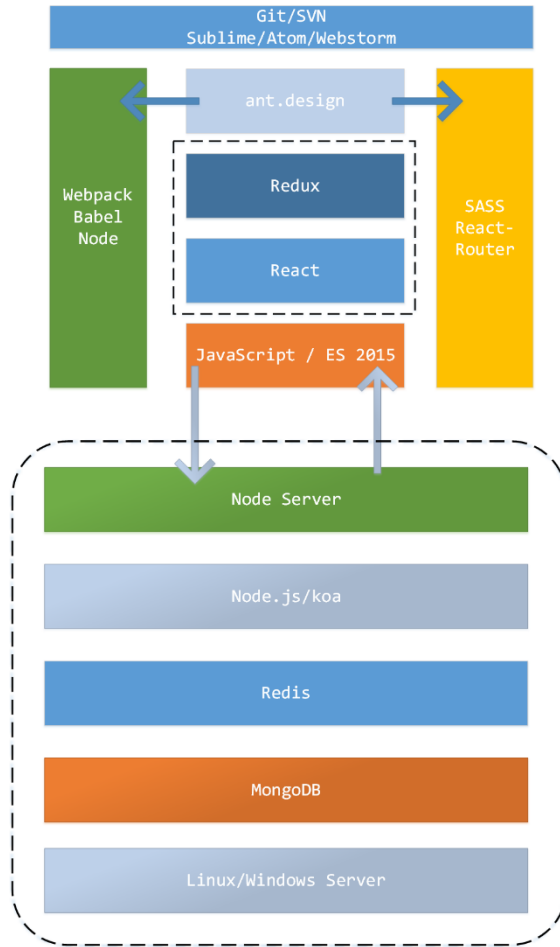 Git/SVN
Sublime/Atom/Webstorm
ant.design
Webpack
Babel
Node
Redux
React
SASS
React-
Router
JavaScript / ES 2015
Node Server
Node.js/koa
Redis
MongoDB
Linux/Windows Server